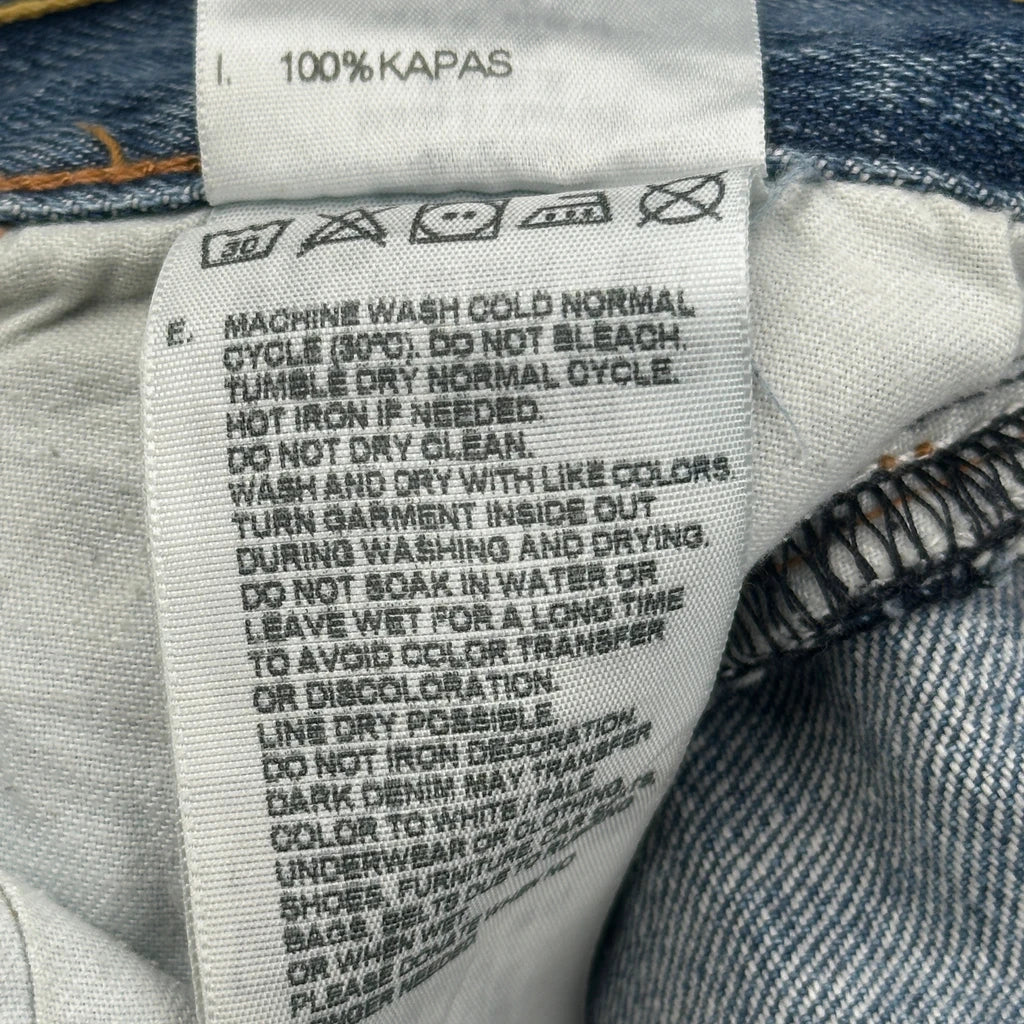 I. 100% KAPAS
30
E. MACHINE WASH COLD NORMAL
CYCLE (30°C). DO NOT BLEACH.
TUMBLE DRY NORMAL CYCLE.
HOT IRON IF NEEDED.
DO NOT DRY CLEAN.
WASH AND DRY WITH LIKE COLORS.
TURN GARMENT INSIDE OUT
DURING WASHING AND DRYING.
DO NOT SOAK IN WATER OR
LEAVE WET FOR A LONG TIME
TO AVOID COLOR TRANSFER
OR DISCOLORATION.
LINE DRY POSSIBLE.
DO NOT IRON DECORATION.
DARK DENIM MAY TRANSFER
COLOR TO WHITE, PALE
UNDERWEAR OR CLOTHING,
SHOES, FURNITURE, CAR
DUE TO
OR WHEN
PLEASE